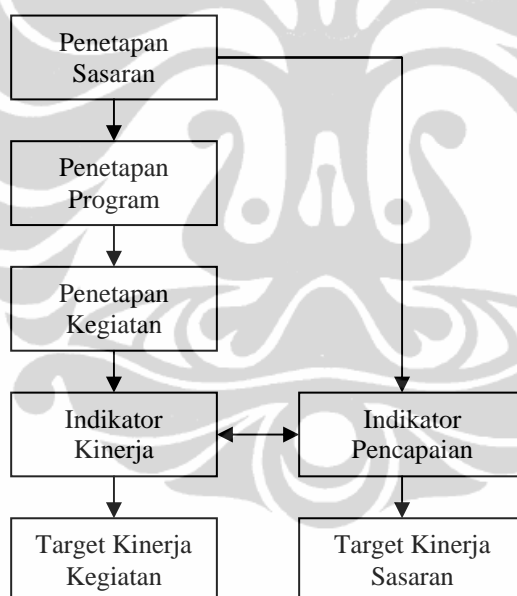 Penetapan
Sasaran
Penetapan
Program
Penetapan
Kegiatan
Indikator
Kinerja
Indikator
Pencapaian
Target Kinerja
Kegiatan
Target Kinerja
Sasaran